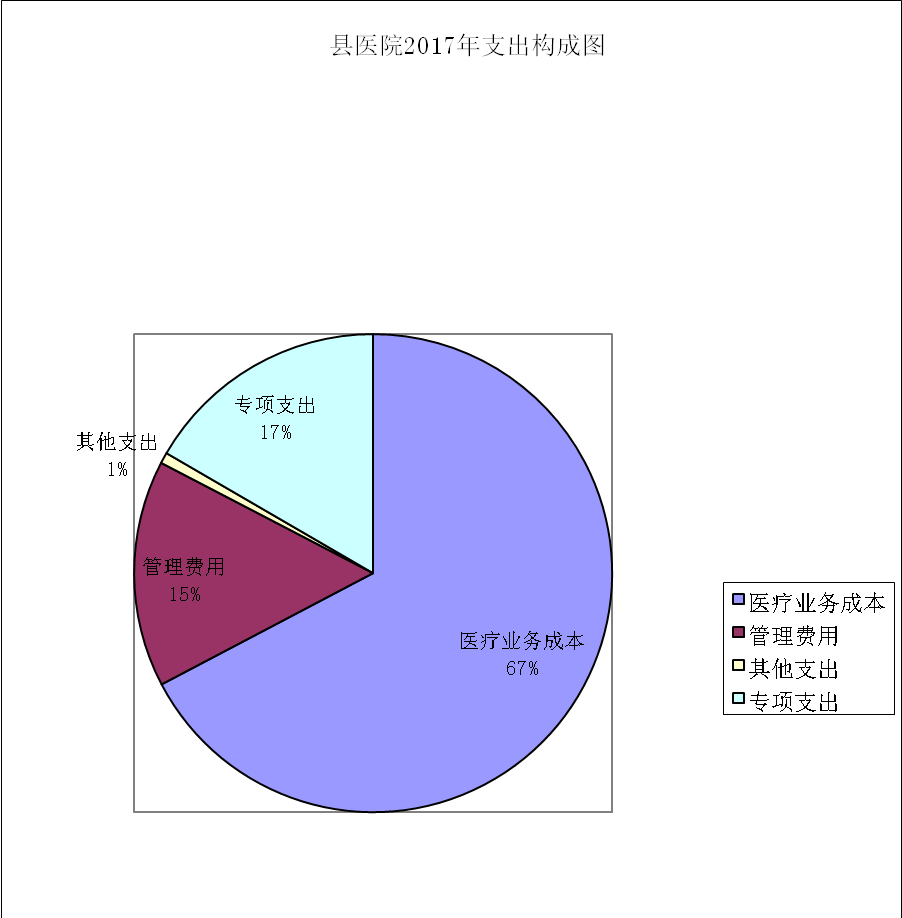 县医院2017年支出构成图
专项支出
17%
其他支出
1%
管理费用
15%
医疗业务成本
67%
医疗业务成本
管理费用
其他支出
专项支出